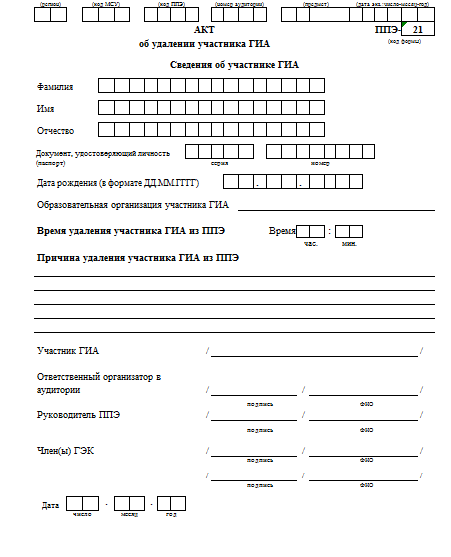 (регион) (код МСУ) (код ППЭ) (номер аудитории) (предмет) (дата экз.:число-месяц-год)
АКТ ППЭ- 21
об удалении участника ГИА (код формы)
Сведения об участнике ГИА
Фамилия
Имя
Отчество
Документ, удостоверяющий личность
(паспорт) серия номер
Дата рождения (в формате ДД.ММ.ГГГГ) . .
Образовательная организация участника ГИА
Время удаления участника ГИА из ППЭ Время :
час. мин.
Причина удаления участника ГИА из ППЭ
Участник ГИА / /
Ответственный организатор в
аудитории / / /
подпись ФИО
Руководитель ППЭ / / /
подпись ФИО
Член(ы) ГЭК / / /
подпись ФИО
/ / /
подпись ФИО
Дата . .
число месяц год